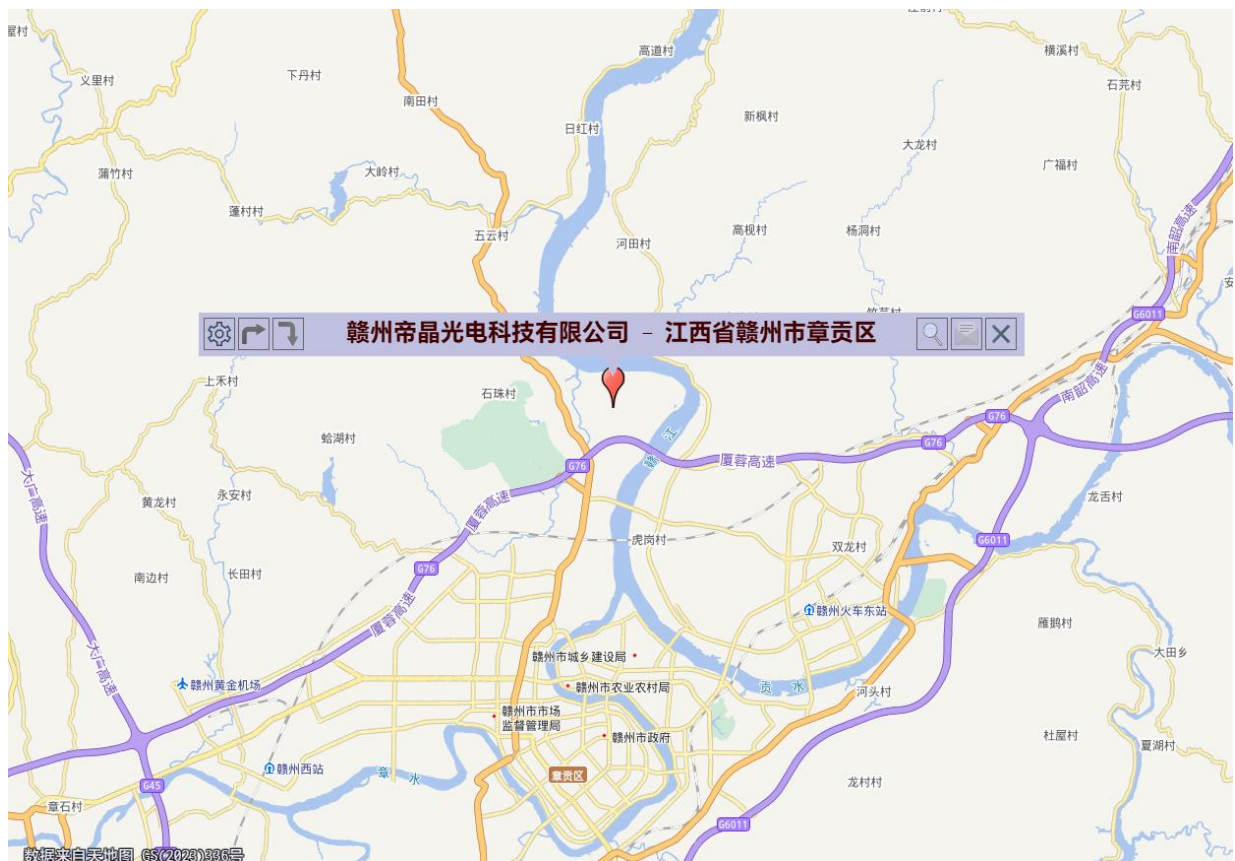 高道村
横溪村
义里村
下丹村
石芫村
南田村
新枫村
日红村
大龙村
广福村
大岭村
蒲竹村
蓬村村
南韶高速
高枧村
杨洞村
五云村
河田村
G6011
赣州帝晶光电科技有限公司 – 江西省赣州市章贡区
南韶高速
上禾村
石珠村
G76
蛤湖村
赣江
G76
厦蓉高速
G76
大广高速
永安村
黄龙村
厦蓉高速
龙舌村
虎岗村
双龙村
G6011
南边村
长田村
G76
赣州火车东站
厦蓉高速
雁鹅村
赣州市城乡建设局
大田乡
大广高速
赣州黄金机场
赣州市农业农村局
贡水
河头村
赣州市市场
监督管理局
赣州市政府
杜屋村
夏湖村
赣州西站
章水
章贡区
G45
龙村村
章石村
G6011
数据来自天地图 GS(2023)336号